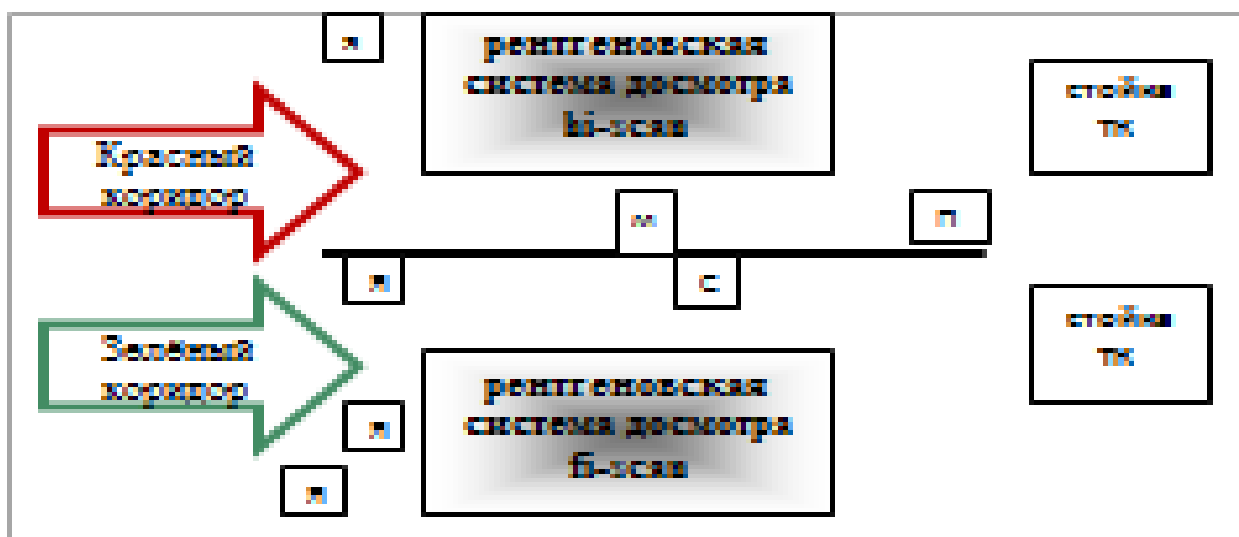 я
рентгеновская
система досмотра
hi-scan
стойка
тк
Красный
коридор
м
п
я
с
Зелёный
коридор
стойка
тк
рентгеновская
система досмотра
fi-scan
я
я